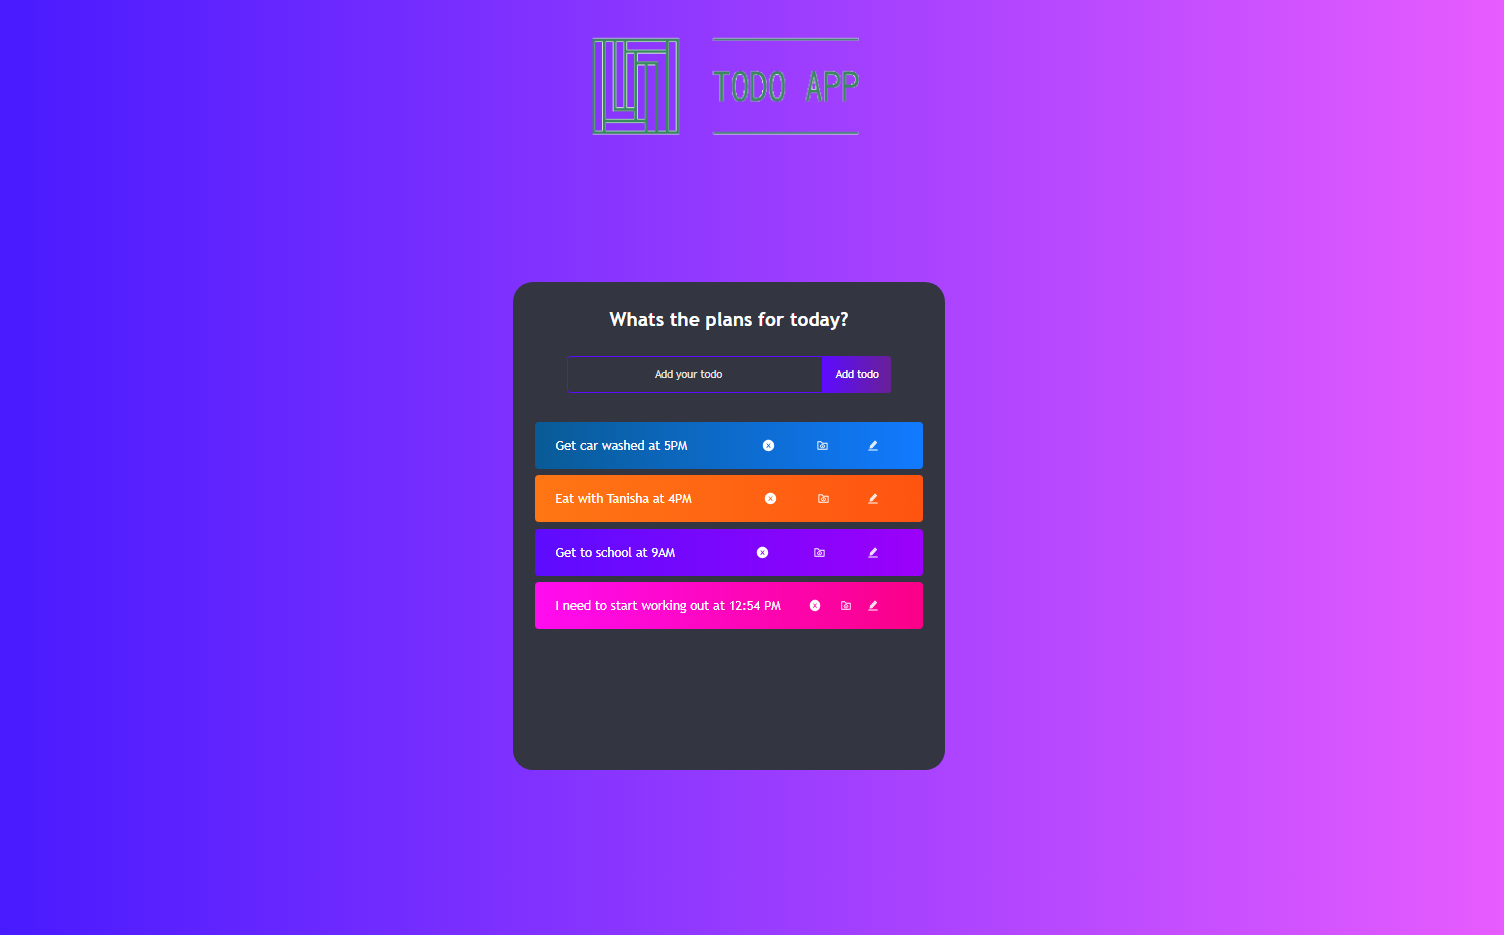 TODO APP
Whats the plans for today?
Add your todo
Add todo
Get car washed at 5PM
Eat with Tanisha at 4PM
Get to school at 9AM
I need to start working out at 12:54 PM